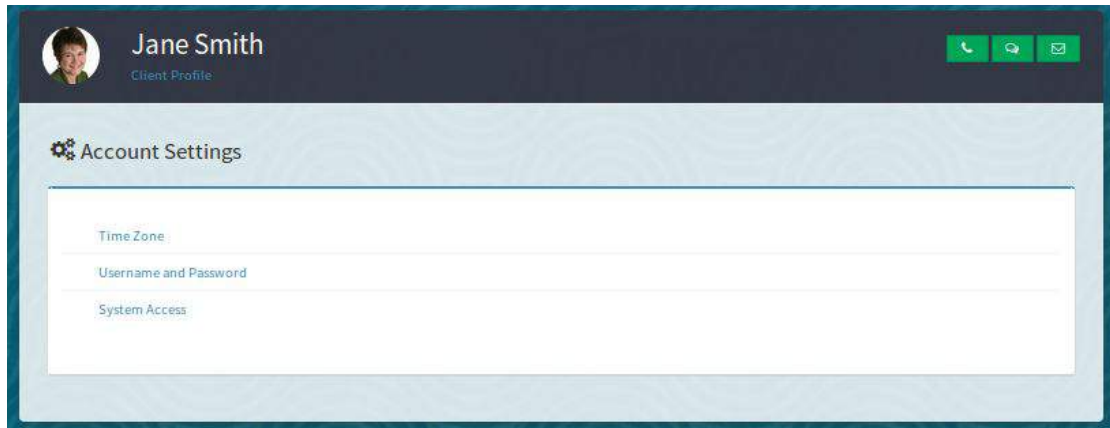 Jane Smith
Client Profile
Account Settings
Time Zone
Username and Password
System Access